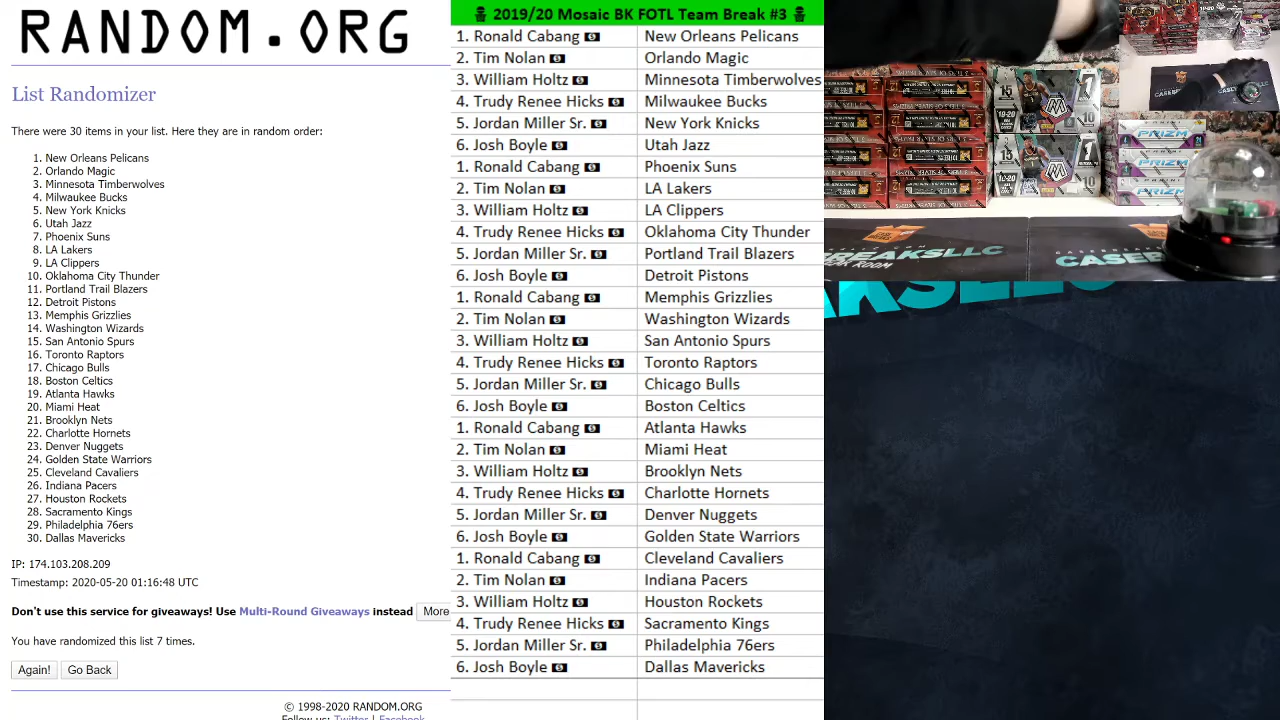 RANDOM.ORG
List Randomizer
There were 30 items in your list. Here they are in random order:
1. New Orleans Pelicans
2. Orlando Magic
3. Minnesota Timberwolves
4. Milwaukee Bucks
5. New York Knicks
6. Utah Jazz
7. Phoenix Suns
8. LA Lakers
9. LA Clippers
10. Oklahoma City Thunder
11. Portland Trail Blazers
12. Detroit Pistons
13. Memphis Grizzlies
14. Washington Wizards
15. San Antonio Spurs
16. Toronto Raptors
17. Chicago Bulls
18. Boston Celtics
19. Atlanta Hawks
20. Miami Heat
21. Brooklyn Nets
22. Charlotte Hornets
23. Denver Nuggets
24. Golden State Warriors
25. Cleveland Cavaliers
26. Indiana Pacers
27. Houston Rockets
28. Sacramento Kings
29. Philadelphia 76ers
30. Dallas Mavericks
IP: 174.103.208.209
Timestamp: 2020-05-20 01:16:48 UTC
Don't use this service for giveaways! Use Multi-Round Giveaways instead More
You have randomized this list 7 times.
Again! Go Back
© 1998-2020 RANDOM.ORG
Follow us: Twitter | Facebook
2019/20 Mosaic BK FOTL Team Break #3
1. Ronald Cabang New Orleans Pelicans
2. Tim Nolan Orlando Magic
3. William Holtz Minnesota Timberwolves
4. Trudy Renee Hicks Milwaukee Bucks
5. Jordan Miller Sr. New York Knicks
6. Josh Boyle Utah Jazz
1. Ronald Cabang Phoenix Suns
2. Tim Nolan LA Lakers
3. William Holtz LA Clippers
4. Trudy Renee Hicks Oklahoma City Thunder
5. Jordan Miller Sr. Portland Trail Blazers
6. Josh Boyle Detroit Pistons
1. Ronald Cabang Memphis Grizzlies
2. Tim Nolan Washington Wizards
3. William Holtz San Antonio Spurs
4. Trudy Renee Hicks Toronto Raptors
5. Jordan Miller Sr. Chicago Bulls
6. Josh Boyle Boston Celtics
1. Ronald Cabang Atlanta Hawks
2. Tim Nolan Miami Heat
3. William Holtz Brooklyn Nets
4. Trudy Renee Hicks Charlotte Hornets
5. Jordan Miller Sr. Denver Nuggets
6. Josh Boyle Golden State Warriors
1. Ronald Cabang Cleveland Cavaliers
2. Tim Nolan Indiana Pacers
3. William Holtz Houston Rockets
4. Trudy Renee Hicks Sacramento Kings
5. Jordan Miller Sr. Philadelphia 76ers
6. Josh Boyle Dallas Mavericks
PRIZM
PRIZM
PRIZM
REAKSLLC
CASEB
AKSLLC